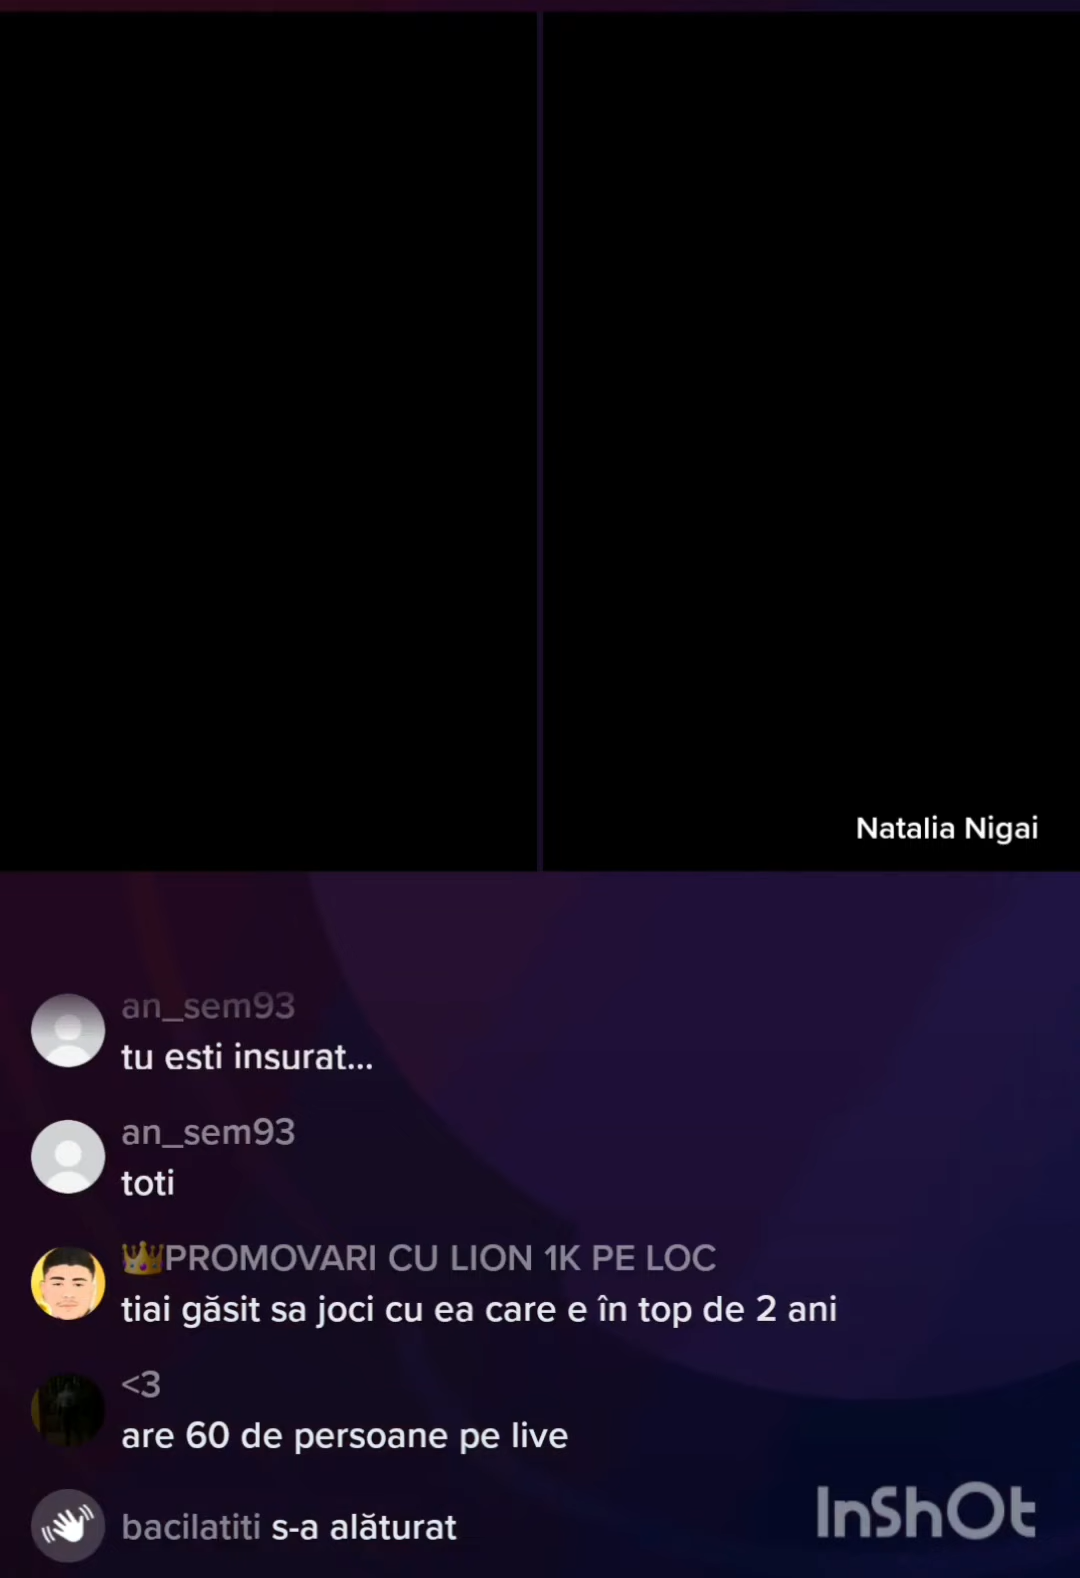 Natalia Nigai
an_sem93
tu esti insurat...
an_sem93
toti
👑PROMOVARI CU LION 1K PE LOC
tiai găsit sa joci cu ea care e în top de 2 ani
<3
are 60 de persoane pe live
bacilatiti s-a alăturat
InShOt